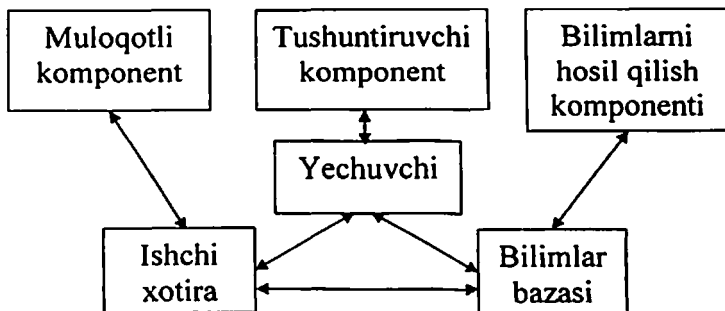 Muloqotli
komponent
Tushuntiruvchi
komponent
Bilimlarni
hosil qilish
komponenti
Yechuvchi
Ishchi
xotira
Bilimlar
bazasi